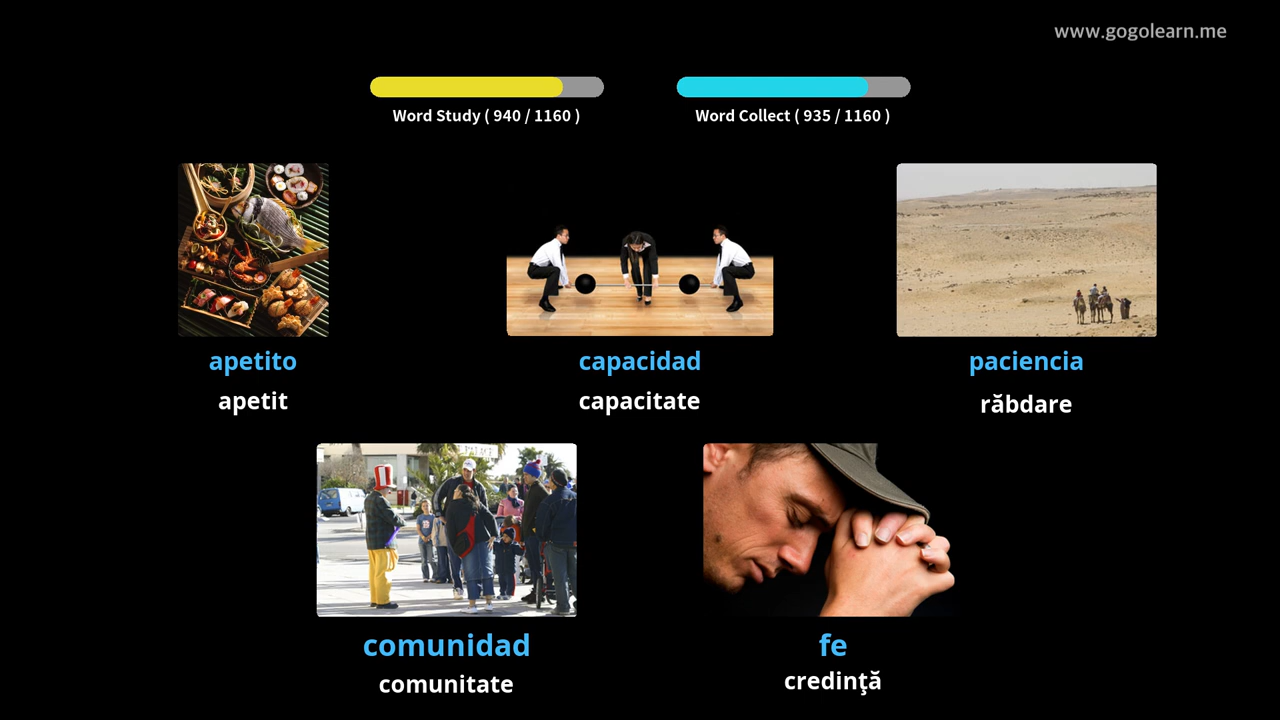 www.gogolearn.me
Word Study ( 940 / 1160 )
Word Collect ( 935 / 1160 )
apetito
apetit
capacidad
capacitate
paciencia
răbdare
comunidad
comunitate
fe
credinţă